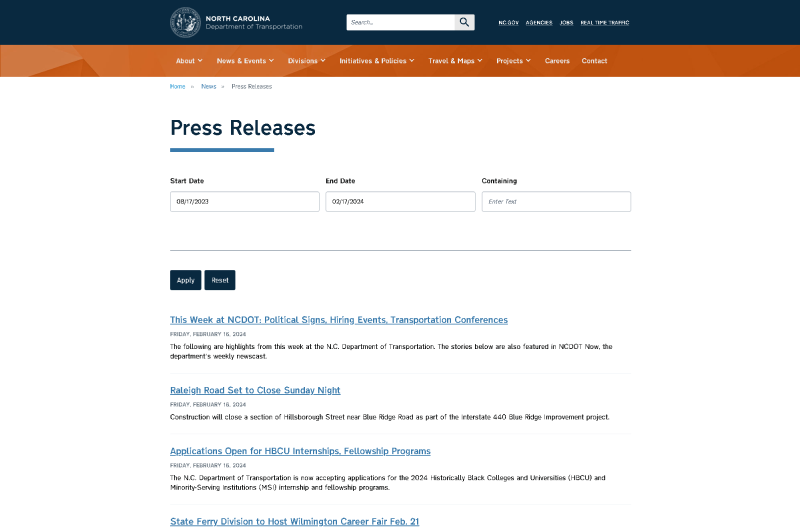 NORTH CAROLINA
Department of Transportation
Search...
NC.GOV AGENCIES JOBS REAL TIME TRAFFIC
About News & Events Divisions Initiatives & Policies Travel & Maps Projects Careers Contact
Home » News » Press Releases
Press Releases
Start Date End Date Containing
08/17/2023 02/17/2024 Enter Text
Apply Reset
This Week at NCDOT: Political Signs, Hiring Events, Transportation Conferences
FRIDAY, FEBRUARY 16, 2024
The following are highlights from this week at the N.C. Department of Transportation. The stories below are also featured in NCDOT Now, the
department's weekly newscast.
Raleigh Road Set to Close Sunday Night
FRIDAY, FEBRUARY 16, 2024
Construction will close a section of Hillsborough Street near Blue Ridge Road as part of the Interstate 440 Blue Ridge Improvement project.
Applications Open for HBCU Internships, Fellowship Programs
FRIDAY, FEBRUARY 16, 2024
The N.C. Department of Transportation is now accepting applications for the 2024 Historically Black Colleges and Universities (HBCU) and
Minority-Serving Institutions (MSI) internship and fellowship programs.
State Ferry Division to Host Wilmington Career Fair Feb. 21